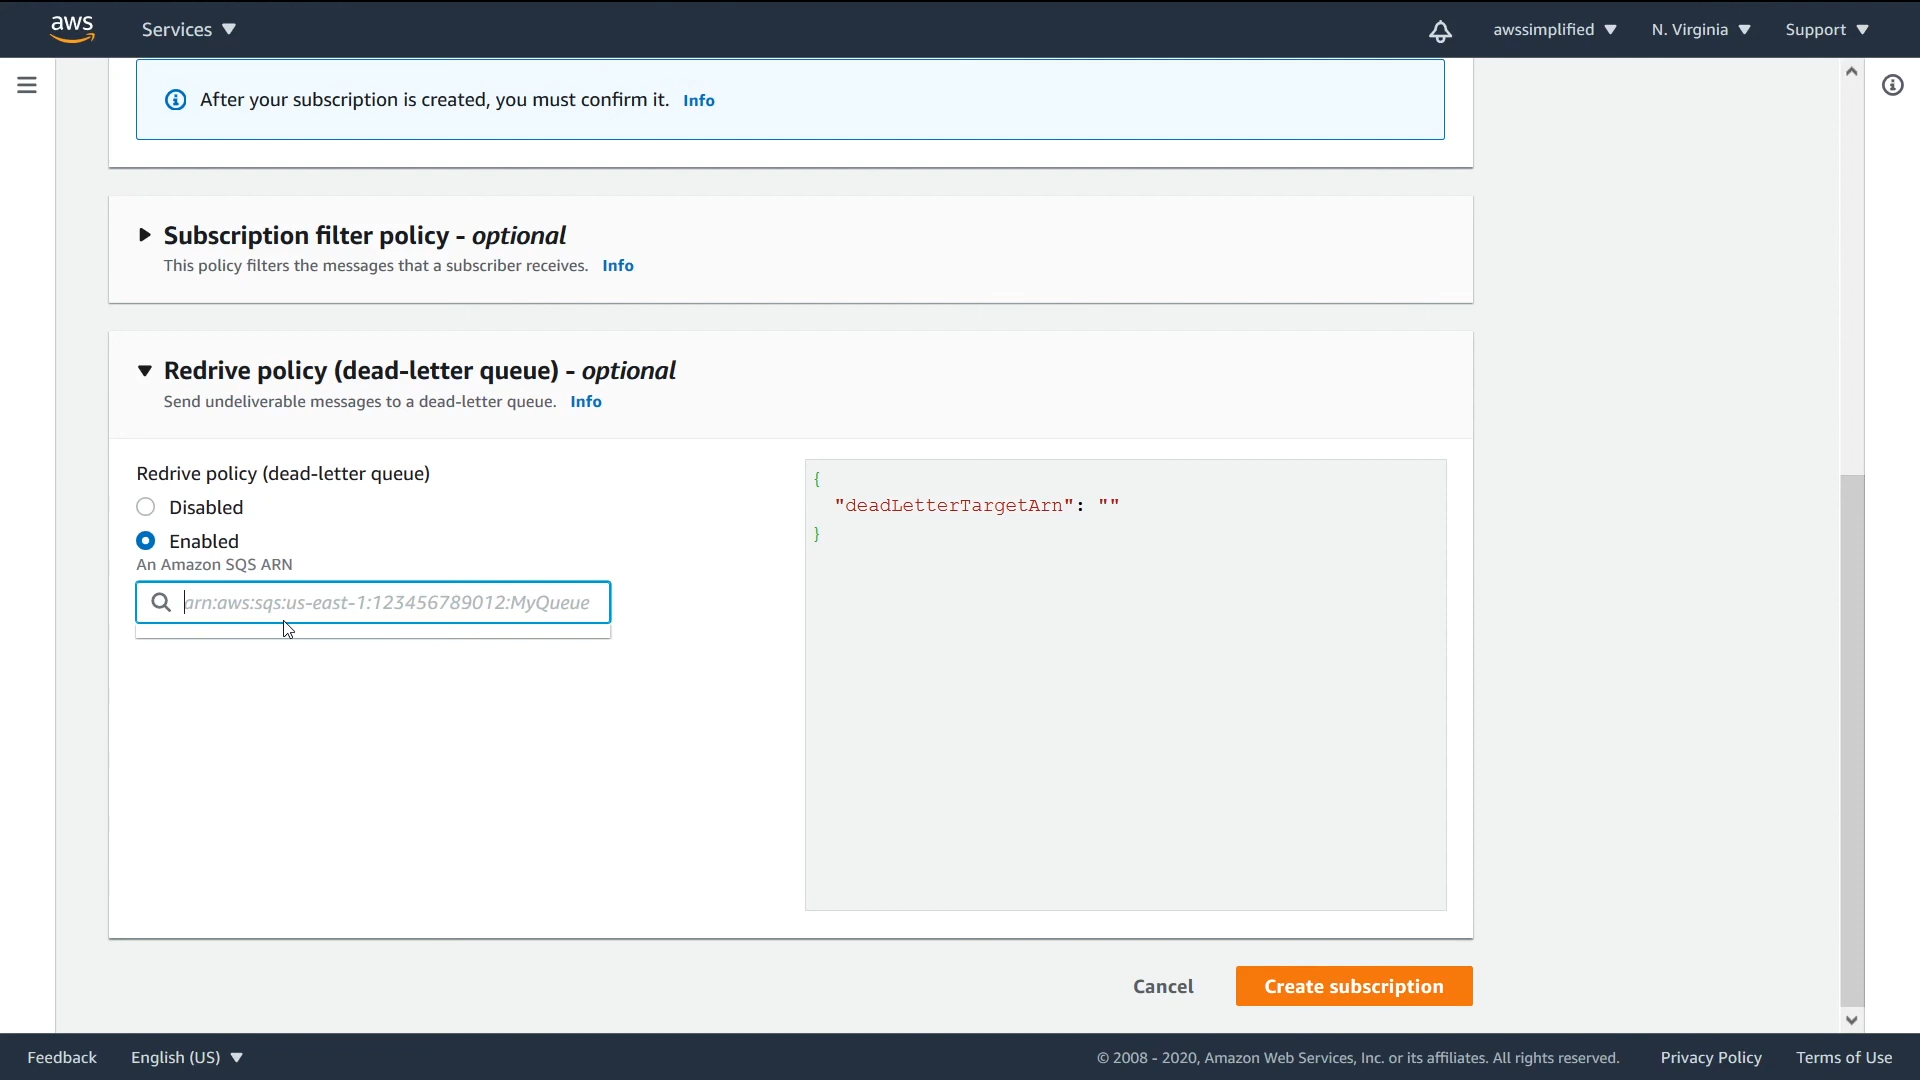 aws
Services
awssimplified
N. Virginia
Support
After your subscription is created, you must confirm it. Info
Subscription filter policy - optional
This policy filters the messages that a subscriber receives. Info
Redrive policy (dead-letter queue) - optional
Send undeliverable messages to a dead-letter queue. Info
Redrive policy (dead-letter queue)
Disabled
Enabled
An Amazon SQS ARN
arn:aws:sqs:us-east-1:123456789012:MyQueue
{
"deadLetterTargetArn": ""
}
Cancel
Create subscription
Feedback
English (US)
© 2008 - 2020, Amazon Web Services, Inc. or its affiliates. All rights reserved.
Privacy Policy
Terms of Use